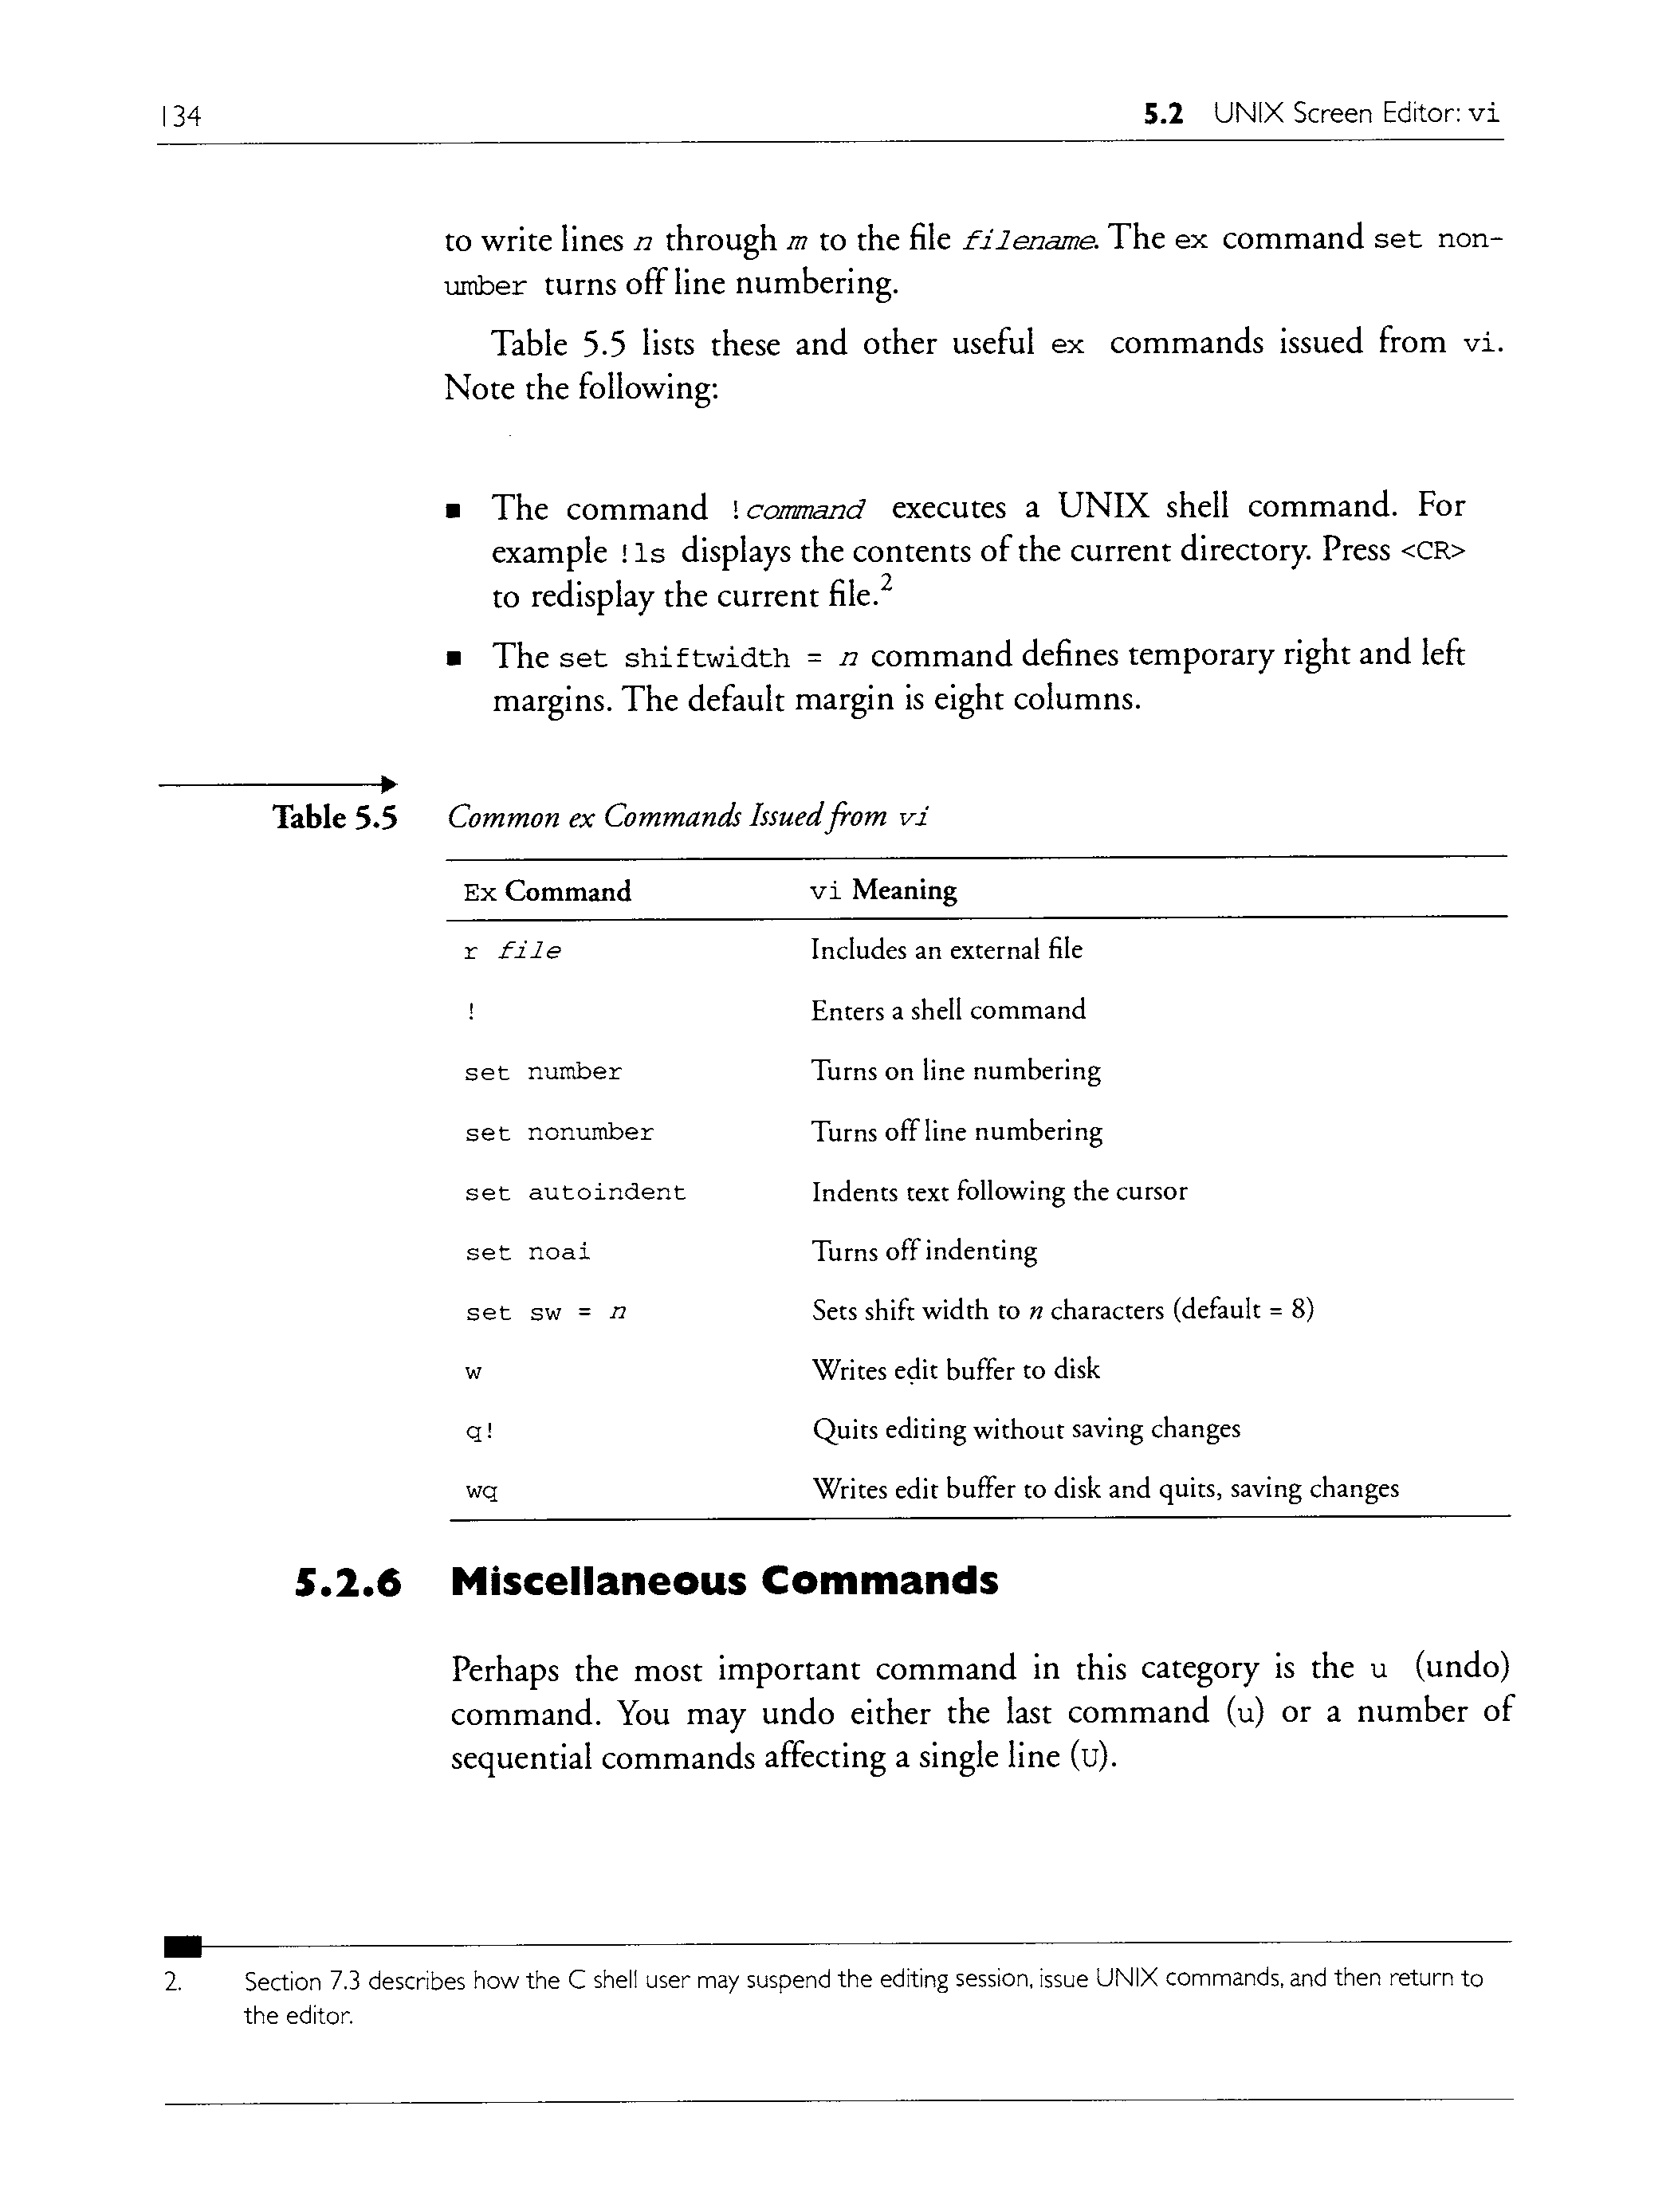 134
5.2 UNIX Screen Editor: vi
to write lines n through m to the file filename. The ex command set non-
umber turns off line numbering.
Table 5.5 lists these and other useful ex commands issued from vi.
Note the following:
■ The command !command executes a UNIX shell command. For
example !ls displays the contents of the current directory. Press <CR>
to redisplay the current file.2
■ The set shiftwidth = n command defines temporary right and left
margins. The default margin is eight columns.
Table 5.5 Common ex Commands Issued from vi
Ex Command vi Meaning
r file Includes an external file
! Enters a shell command
set number Turns on line numbering
set nonumber Turns off line numbering
set autoindent Indents text following the cursor
set noai Turns off indenting
set sw = n Sets shift width to n characters (default = 8)
w Writes edit buffer to disk
q! Quits editing without saving changes
wq Writes edit buffer to disk and quits, saving changes
5.2.6 Miscellaneous Commands
Perhaps the most important command in this category is the u (undo)
command. You may undo either the last command (u) or a number of
sequential commands affecting a single line (U).
2. Section 7.3 describes how the C shell user may suspend the editing session, issue UNIX commands, and then return to
the editor.